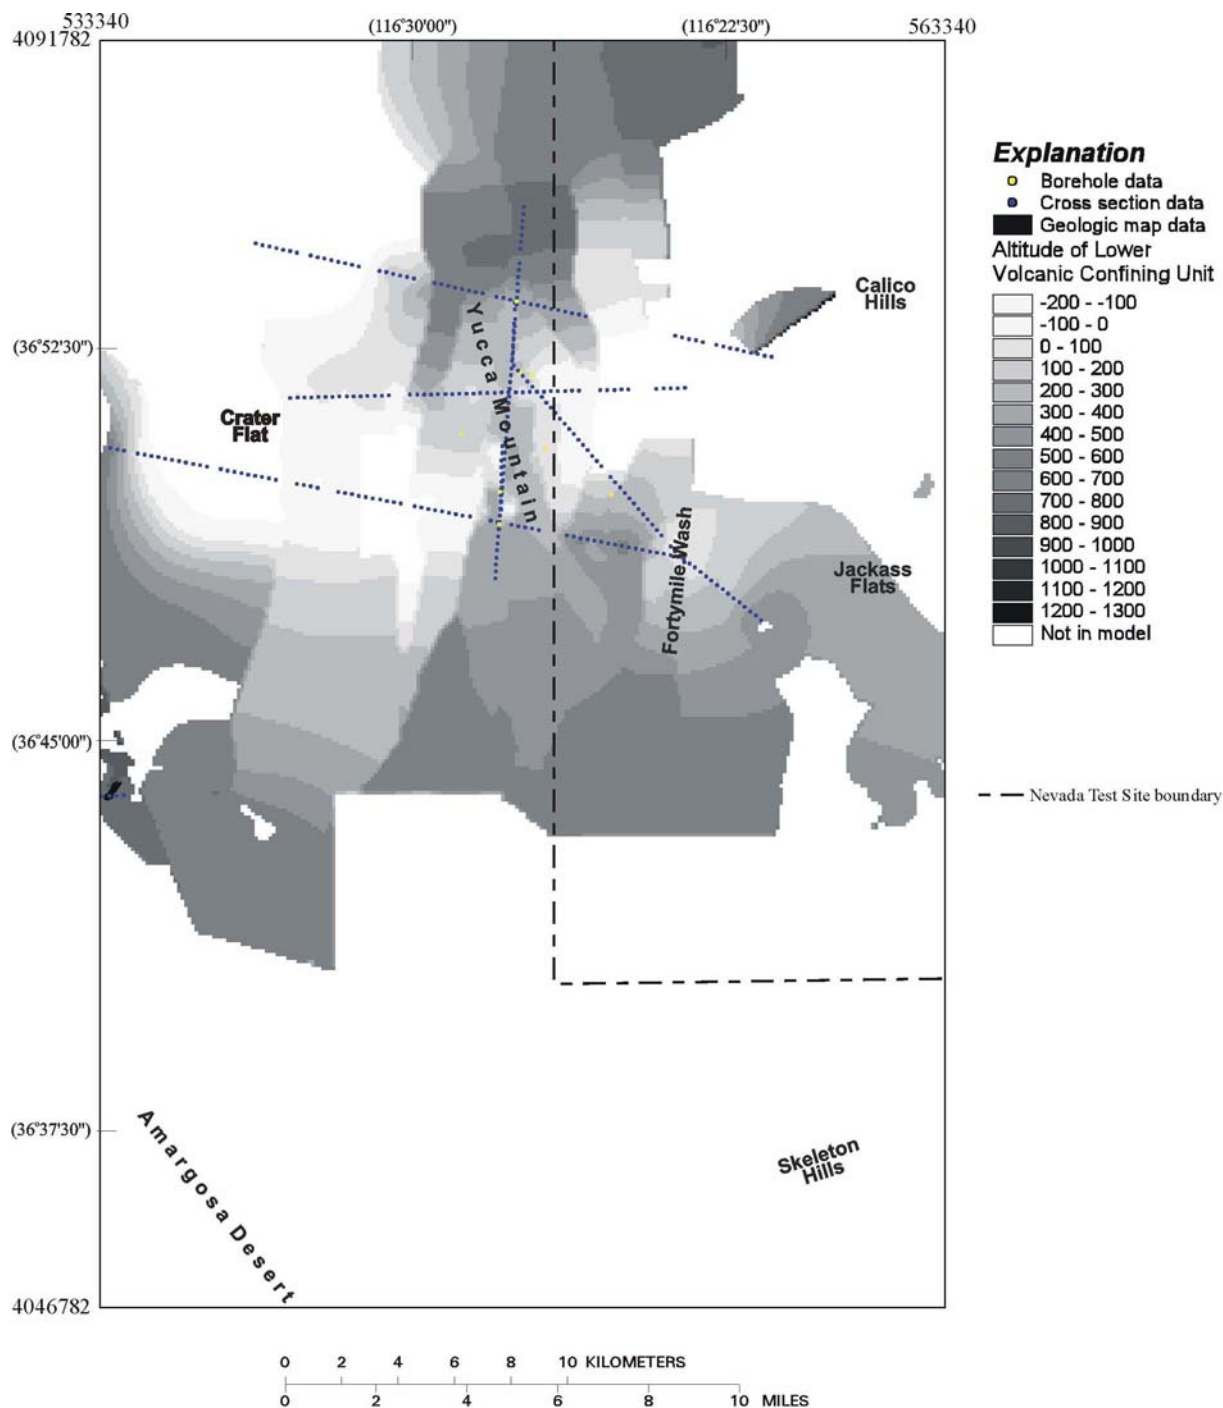 533340
(116°30'00")
(116°22'30")
563340
4091782
Explanation
Borehole data
Cross section data
Geologic map data
Altitude of Lower
Volcanic Confining Unit
-200 - -100
-100 - 0
0 - 100
100 - 200
200 - 300
300 - 400
400 - 500
500 - 600
600 - 700
700 - 800
800 - 900
900 - 1000
1000 - 1100
1100 - 1200
1200 - 1300
Not in model
Nevada Test Site boundary
Calico
Hills
(36°52'30")
Yucca Mountain
Crater
Flat
Fortymile Wash
Jackass
Flats
(36°45'00")
(36°37'30")
Amargosa Desert
Skeleton
Hills
4046782
0 2 4 6 8 10 KILOMETERS
0 2 4 6 8 10 MILES